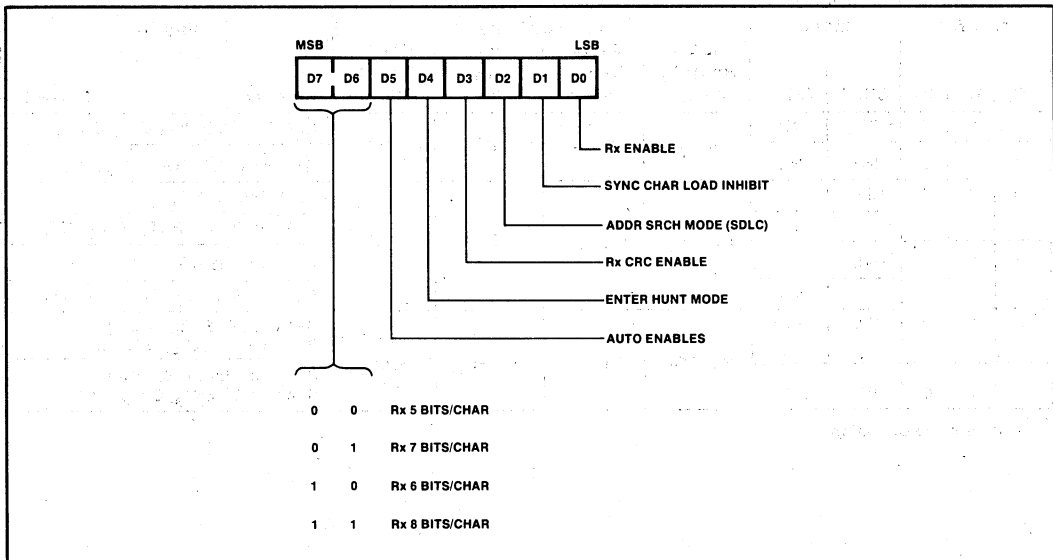 MSB LSB
D7 D6 D5 D4 D3 D2 D1 D0
Rx ENABLE
SYNC CHAR LOAD INHIBIT
ADDR SRCH MODE (SDLC)
Rx CRC ENABLE
ENTER HUNT MODE
AUTO ENABLES
0 0 Rx 5 BITS/CHAR
0 1 Rx 7 BITS/CHAR
1 0 Rx 6 BITS/CHAR
1 1 Rx 8 BITS/CHAR